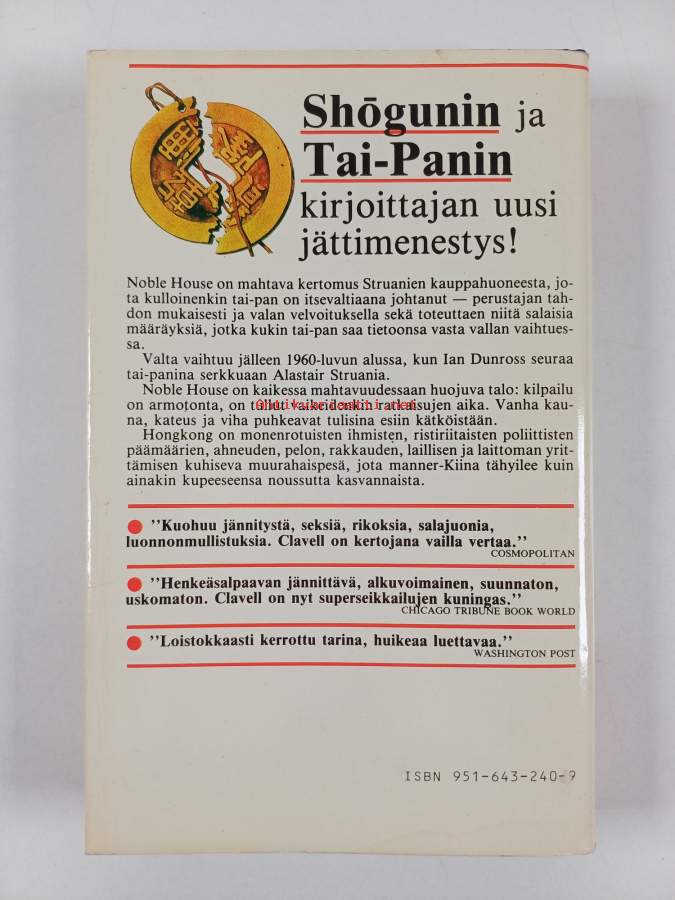 Shōgunin ja
Tai-Panin
kirjoittajan uusi
jättimenestys!
Noble House on mahtava kertomus Struanien kauppahuoneesta, jo-
ta kulloinenkin tai-pan on itsevaltiaana johtanut — perustajan tah-
don mukaisesti ja valan velvoituksella sekä toteuttaen niitä salaisia
määräyksiä, jotka kukin tai-pan saa tietoonsa vasta vallan vaihtues-
sa.
Valta vaihtuu jälleen 1960-luvun alussa, kun Ian Dunross seuraa
tai-panina serkkuaan Alastair Struania.
Noble House on kaikessa mahtavuudessaan huojuva talo: kilpailu
on armotonta, on tullut vaikeidenkin ratkaisujen aika. Vanha kau-
na, kateus ja viha puhkeavat tulisina esiin kätköistään.
Hongkong on monenrotuisten ihmisten, ristiriitaisten poliittisten
päämäärien, ahneuden, pelon, rakkauden, laillisen ja laittoman yrit-
tämisen kuhiseva muurahaispesä, jota manner-Kiina tähyilee kuin
ainakin kupeeseensa noussutta kasvannaista.
"Kuohuu jännitystä, seksiä, rikoksia, salajuonia,
luonnonmullistuksia. Clavell on kertojana vailla vertaa."
COSMOPOLITAN
"Henkeäsalpaavan jännittävä, alkuvoimainen, suunnaton,
uskomaton. Clavell on nyt superseikkailujen kuningas."
CHICAGO TRIBUNE BOOK WORLD
"Loistokkaasti kerrottu tarina, huikeaa luettavaa."
WASHINGTON POST
ISBN 951-643-240-9